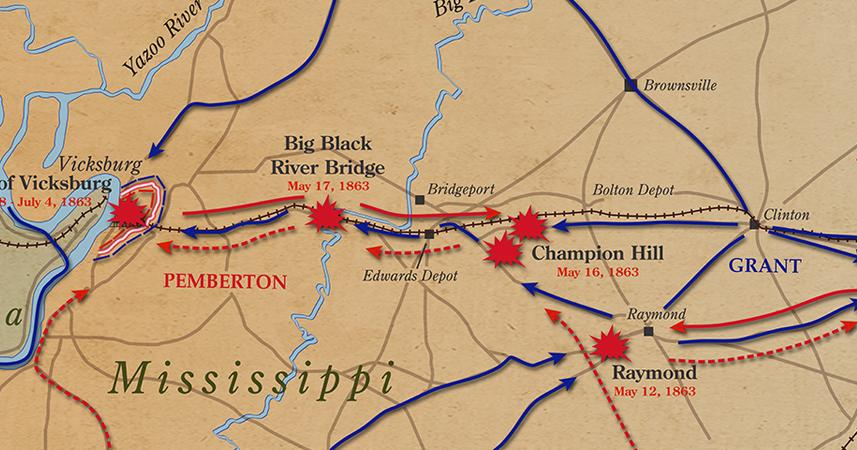 Yazoo River
Big
Brownsville
Vicksburg
of Vicksburg
8 - July 4, 1863
Big Black
River Bridge
May 17, 1863
Bridgeport
Bolton Depot
Clinton
Champion Hill
May 16, 1863
GRANT
Edwards Depot
PEMBERTON
a
Raymond
Raymond
May 12, 1863
Mississippi